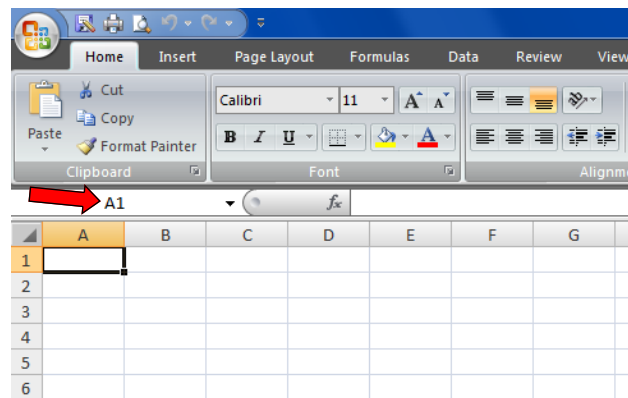 Home Insert Page Layout Formulas Data Review View
Cut
Calibri 11 A A
Copy
Paste
Format Painter
B I U A
Clipboard Font Alignm
A1 fx
A B C D E F G
1
2
3
4
5
6